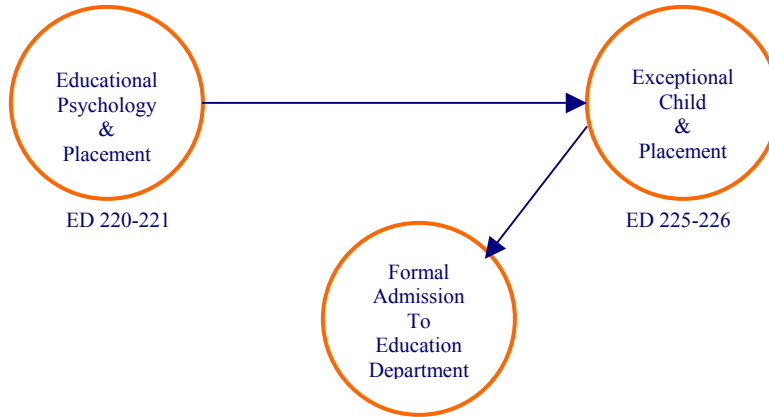 Educational
Psychology
&
Placement
ED 220-221
Exceptional
Child
&
Placement
ED 225-226
Formal
Admission
To
Education
Department